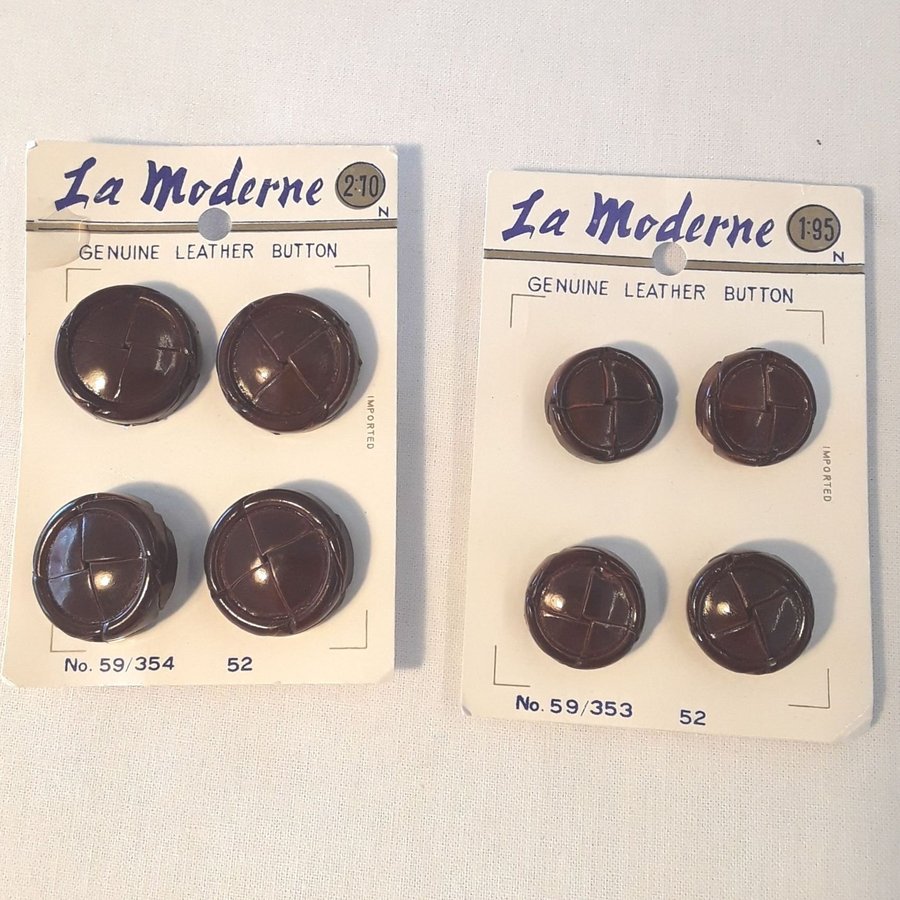 La Moderne 2:70
N
GENUINE LEATHER BUTTON
IMPORTED
No. 59/354 52
La Moderne 1:95
N
GENUINE LEATHER BUTTON
IMPORTED
No. 59/353 52